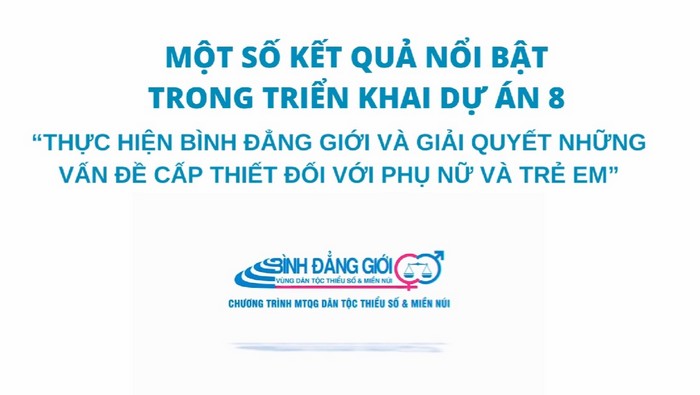 MỘT SỐ KẾT QUẢ NỔI BẬT
TRONG TRIỂN KHAI DỰ ÁN 8
“THỰC HIỆN BÌNH ĐẲNG GIỚI VÀ GIẢI QUYẾT NHỮNG
VẤN ĐỀ CẤP THIẾT ĐỐI VỚI PHỤ NỮ VÀ TRẺ EM”
BÌNH ĐẲNG GIỚI
VÙNG DÂN TỘC THIỂU SỐ & MIỀN NÚI
CHƯƠNG TRÌNH MTQG DÂN TỘC THIỂU SỐ & MIỀN NÚI